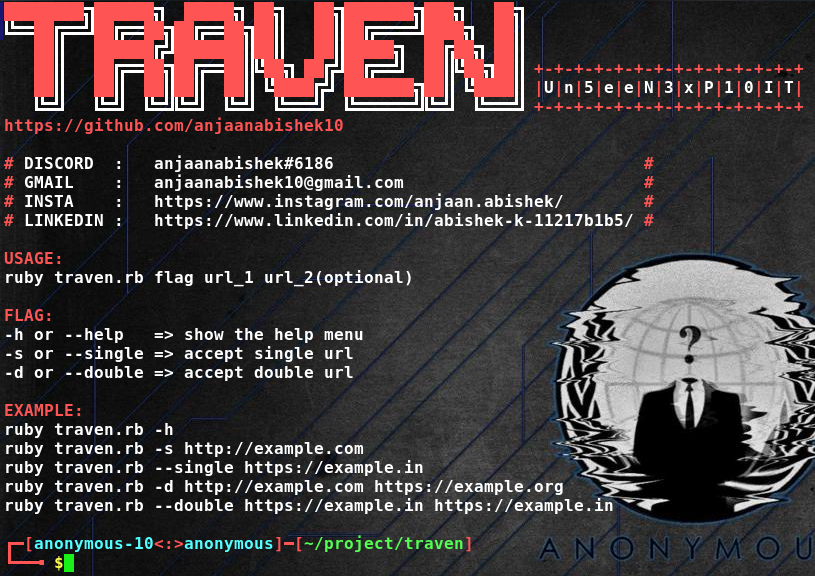 TRAVEN
+-+-+-+-+-+-+-+-+-+-+-+-+-+
|U|n|5|e|e|N|3|x|P|1|0|I|T|
+-+-+-+-+-+-+-+-+-+-+-+-+-+
https://github.com/anjaanabishek10
# DISCORD  :   anjaanabishek#6186                               #
# GMAIL    :   anjaanabishek10@gmail.com                        #
# INSTA    :   https://www.instagram.com/anjaan.abishek/        #
# LINKEDIN :   https://www.linkedin.com/in/abishek-k-11217b1b5/ #
USAGE:
ruby traven.rb flag url_1 url_2(optional)
FLAG:
-h or --help   => show the help menu
-s or --single => accept single url
-d or --double => accept double url
EXAMPLE:
ruby traven.rb -h
ruby traven.rb -s http://example.com
ruby traven.rb --single https://example.in
ruby traven.rb -d http://example.com https://example.org
ruby traven.rb --double https://example.in https://example.in
?
ANONYMOU
┌─[anonymous-10<:>anonymous]─[~/project/traven]
└──╼ $